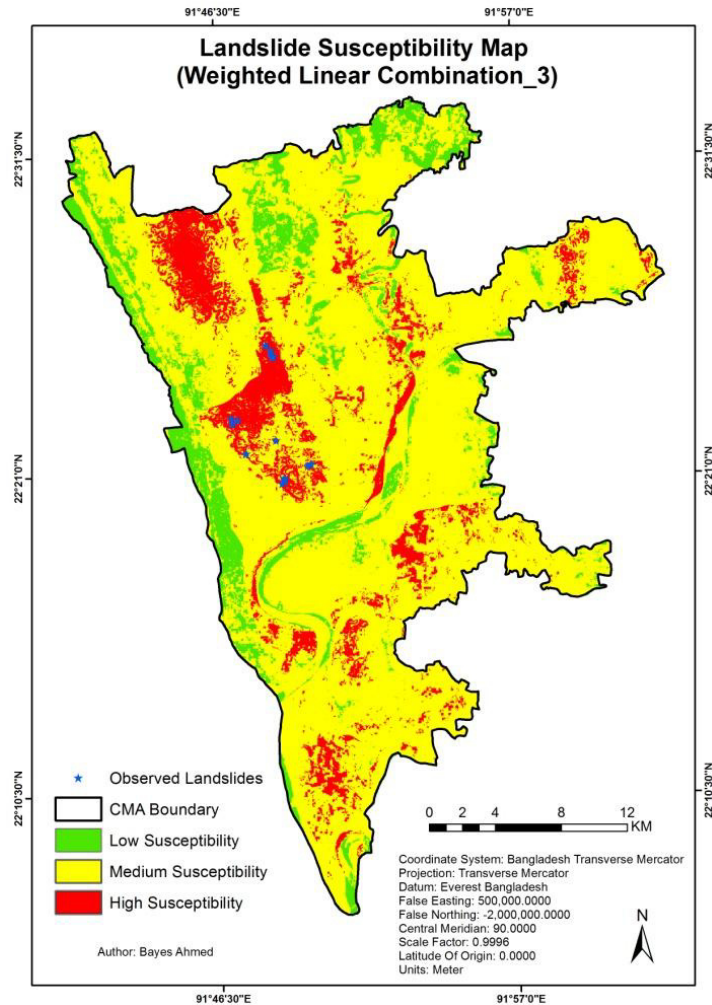 91°46'30"E 91°57'0"E
Landslide Susceptibility Map
(Weighted Linear Combination_3)
22°31'30"N 22°31'30"N
22°21'0"N 22°21'0"N
22°10'30"N 22°10'30"N
Observed Landslides
CMA Boundary
Low Susceptibility
Medium Susceptibility
High Susceptibility
Author: Bayes Ahmed
0 2 4 8 12
KM
Coordinate System: Bangladesh Transverse Mercator
Projection: Transverse Mercator
Datum: Everest Bangladesh
False Easting: 500,000.0000
False Northing: -2,000,000.0000
Central Meridian: 90.0000
Scale Factor: 0.9996
Latitude Of Origin: 0.0000
Units: Meter
N
91°46'30"E 91°57'0"E